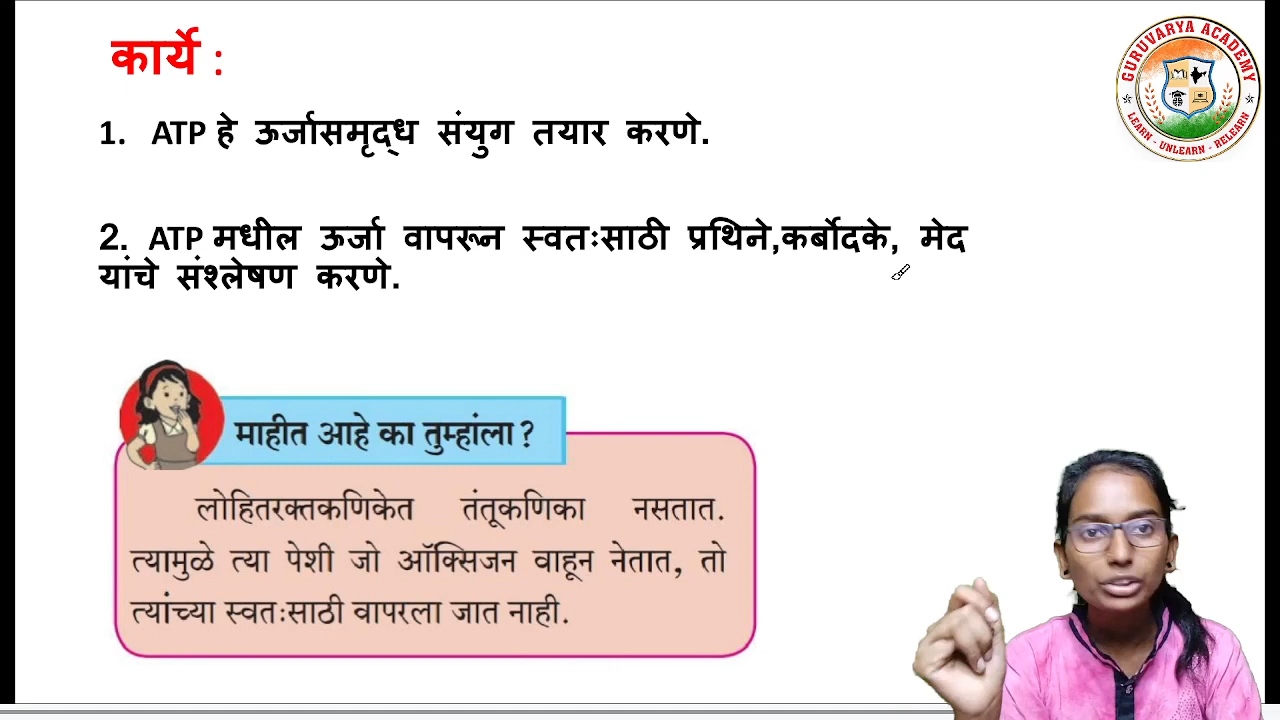 कार्ये :
GURUVARYA ACADEMY
LEARN - UNLEARN - RELEARN
1. ATP हे ऊर्जासमृद्ध संयुग तयार करणे.
2. ATP मधील ऊर्जा वापरून स्वतःसाठी प्रथिने,कर्बोदके, मेद
यांचे संश्लेषण करणे.
माहीत आहे का तुम्हांला?
लोहितरक्तकणिकेत तंतूकणिका नसतात.
त्यामुळे त्या पेशी जो ऑक्सिजन वाहून नेतात, तो
त्यांच्या स्वतःसाठी वापरला जात नाही.